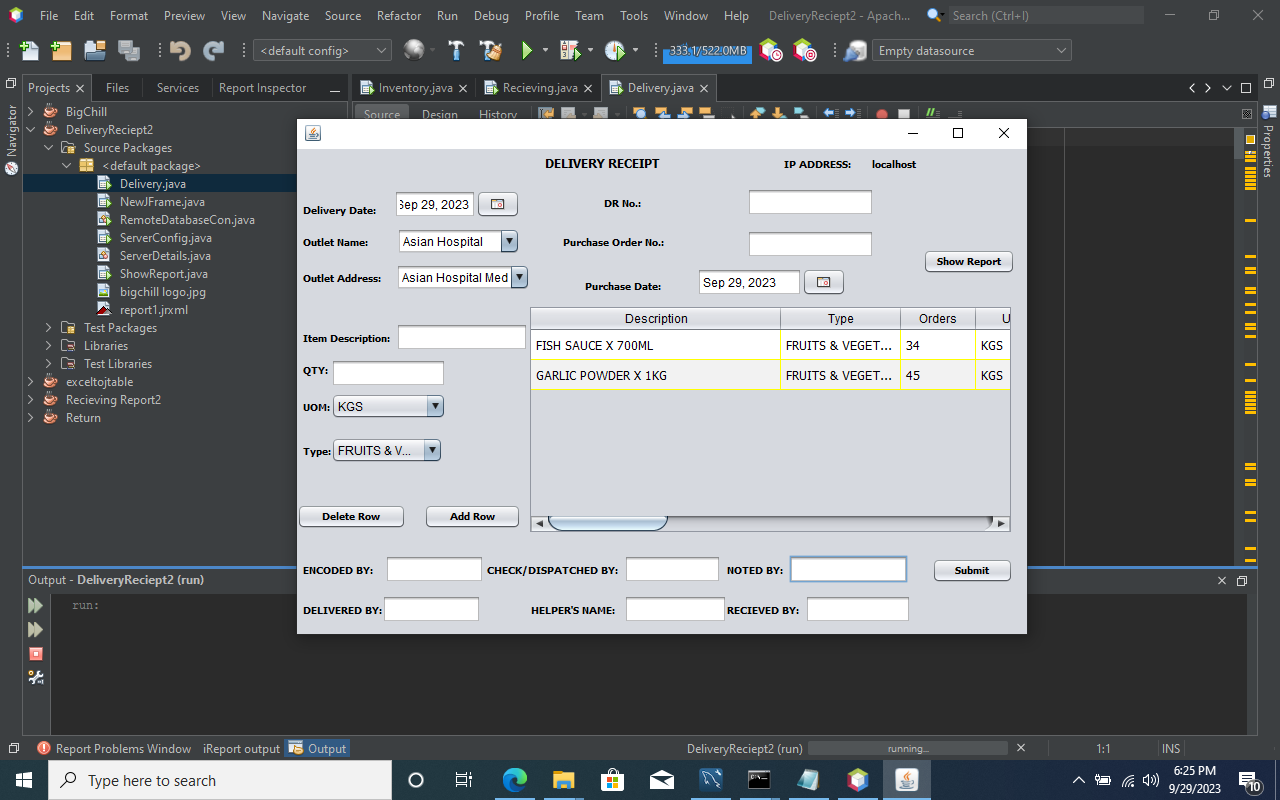 File Edit Format Preview View Navigate Source Refactor Run Debug Profile Team Tools Window Help DeliveryReciept2 - Apach... Search (Ctrl+I)
<default config> 333.1/522.0MB Empty datasource
Projects Files Services Report Inspector Inventory.java Recieving.java Delivery.java
Source Design History
Navigator
Properties
BigChill
DeliveryReciept2
Source Packages
<default package>
Delivery.java
NewJFrame.java
RemoteDatabaseCon.java
ServerConfig.java
ServerDetails.java
ShowReport.java
bigchill logo.jpg
report1.jrxml
Test Packages
Libraries
Test Libraries
exceltojtable
Recieving Report2
Return
DELIVERY RECEIPT IP ADDRESS: localhost
Delivery Date: Sep 29, 2023 DR No.:
Outlet Name: Asian Hospital Purchase Order No.:
Show Report
Outlet Address: Asian Hospital Med Purchase Date: Sep 29, 2023
Description Type Orders U
Item Description: FISH SAUCE X 700ML FRUITS & VEGET... 34 KGS
QTY: GARLIC POWDER X 1KG FRUITS & VEGET... 45 KGS
UOM: KGS
Type: FRUITS & V...
Delete Row Add Row
ENCODED BY: CHECK/DISPATCHED BY: NOTED BY: Submit
DELIVERED BY: HELPER'S NAME: RECIEVED BY:
Output - DeliveryReciept2 (run)
run:
Report Problems Window iReport output Output DeliveryReciept2 (run) running... 1:1 INS
Type here to search
6:25 PM
9/29/2023
10